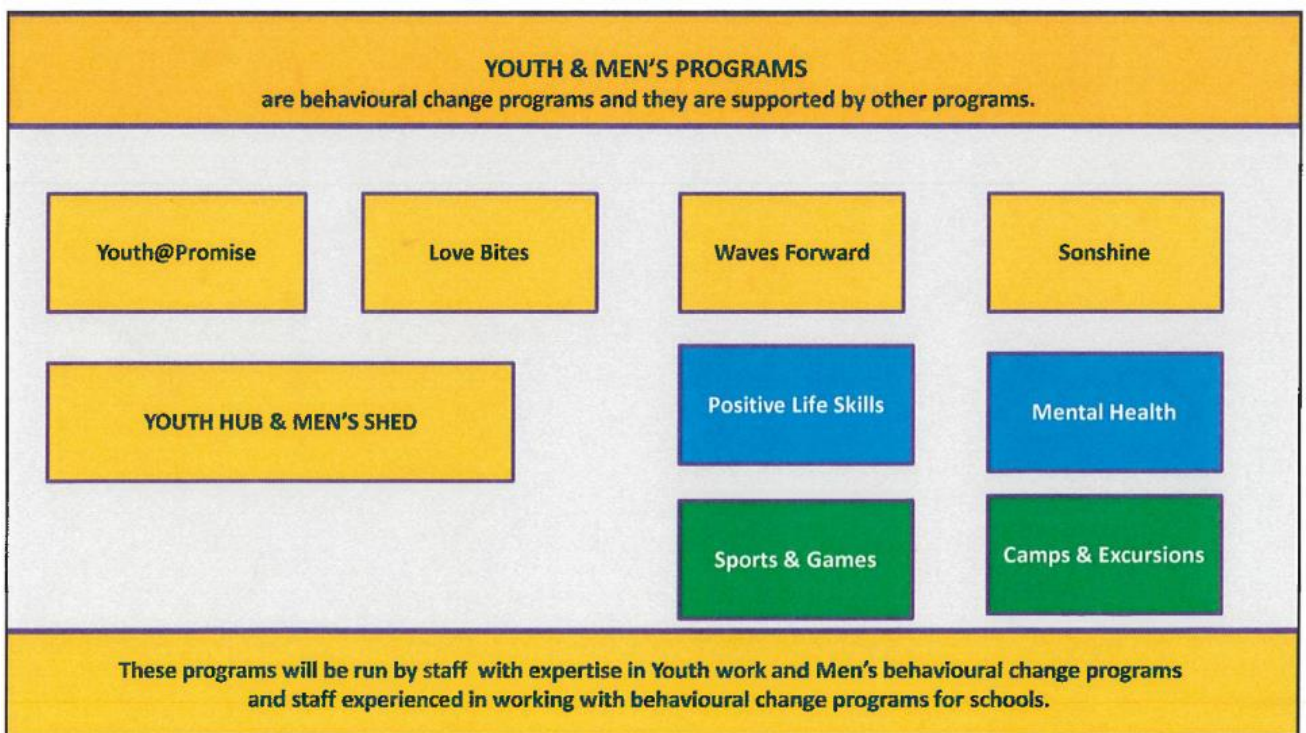 YOUTH & MEN'S PROGRAMS
are behavioural change programs and they are supported by other programs.
Youth@Promise
Love Bites
Waves Forward
Sonshine
YOUTH HUB & MEN'S SHED
Positive Life Skills
Mental Health
Sports & Games
Camps & Excursions
These programs will be run by staff with expertise in Youth work and Men's behavioural change programs
and staff experienced in working with behavioural change programs for schools.